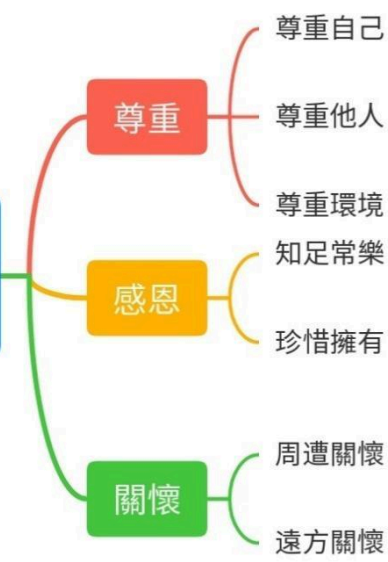 尊重
尊重自己
尊重他人
尊重環境
感恩
知足常樂
珍惜擁有
關懷
周遭關懷
遠方關懷